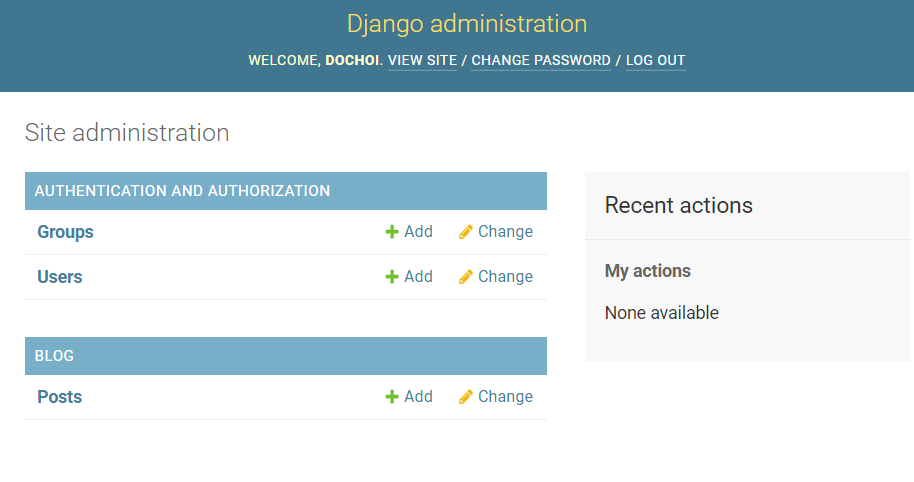 Django administration
WELCOME, DOCHOI. VIEW SITE / CHANGE PASSWORD / LOG OUT
Site administration
AUTHENTICATION AND AUTHORIZATION
Groups Add Change
Users Add Change
BLOG
Posts Add Change
Recent actions
My actions
None available